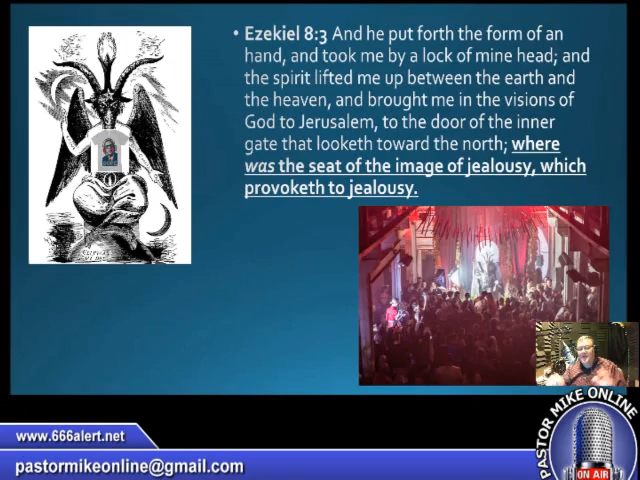 • Ezekiel 8:3 And he put forth the form of an
hand, and took me by a lock of mine head; and
the spirit lifted me up between the earth and
the heaven, and brought me in the visions of
God to Jerusalem, to the door of the inner
gate that looketh toward the north; where
was the seat of the image of jealousy, which
provoketh to jealousy.
www.666alert.net
pastormikeonline@gmail.com
PASTOR MIKE ONLINE
ON AIR